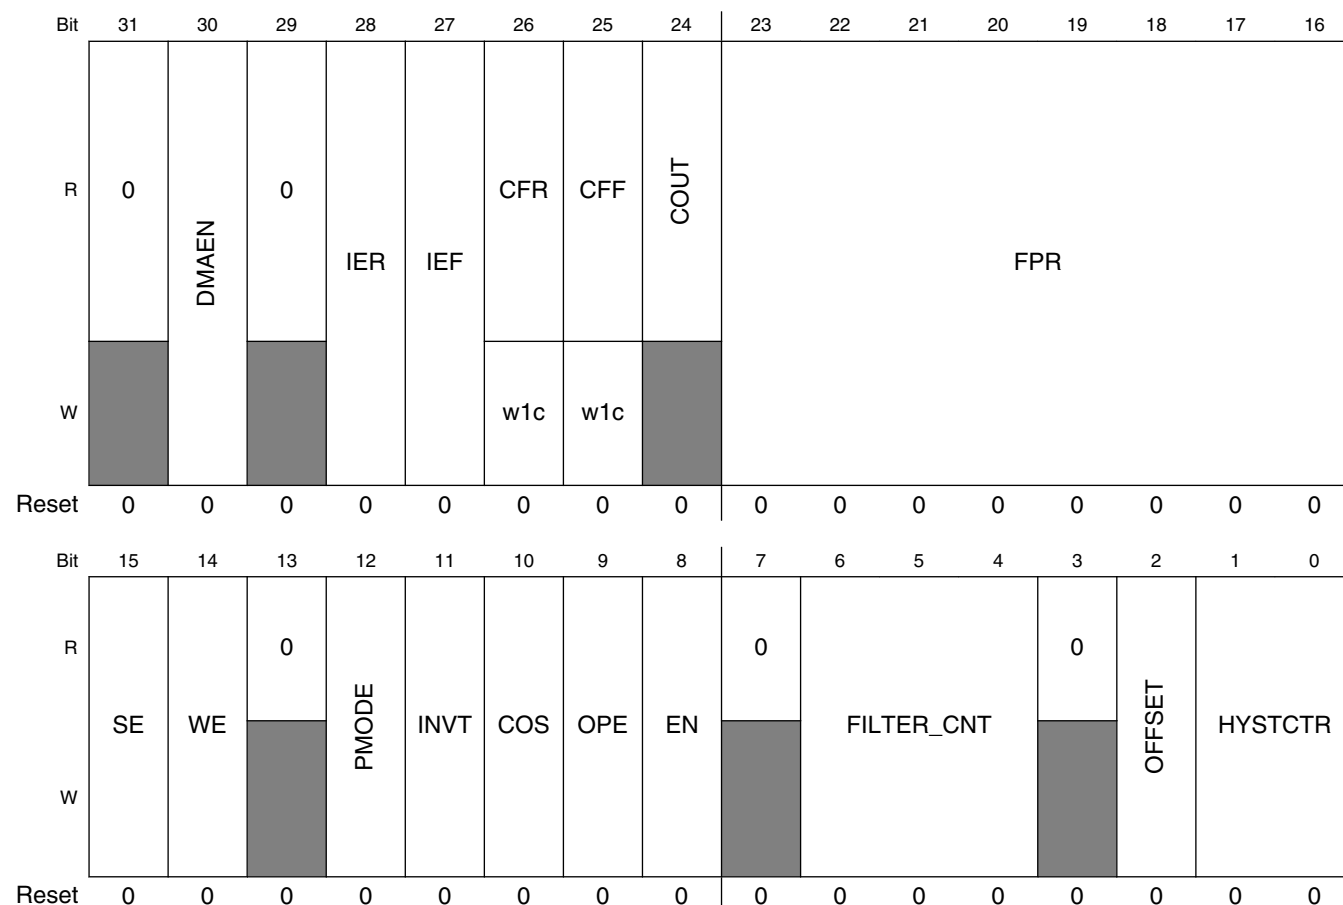 Bit 31 30 29 28 27 26 25 24 23 22 21 20 19 18 17 16
R 0 DMAEN 0 IER IEF CFR CFF COUT FPR
W w1c w1c
Reset 0 0 0 0 0 0 0 0 0 0 0 0 0 0 0 0
Bit 15 14 13 12 11 10 9 8 7 6 5 4 3 2 1 0
R 0 0 0
SE WE PMODE INVT COS OPE EN FILTER_CNT OFFSET HYSTCTR
W
Reset 0 0 0 0 0 0 0 0 0 0 0 0 0 0 0 0